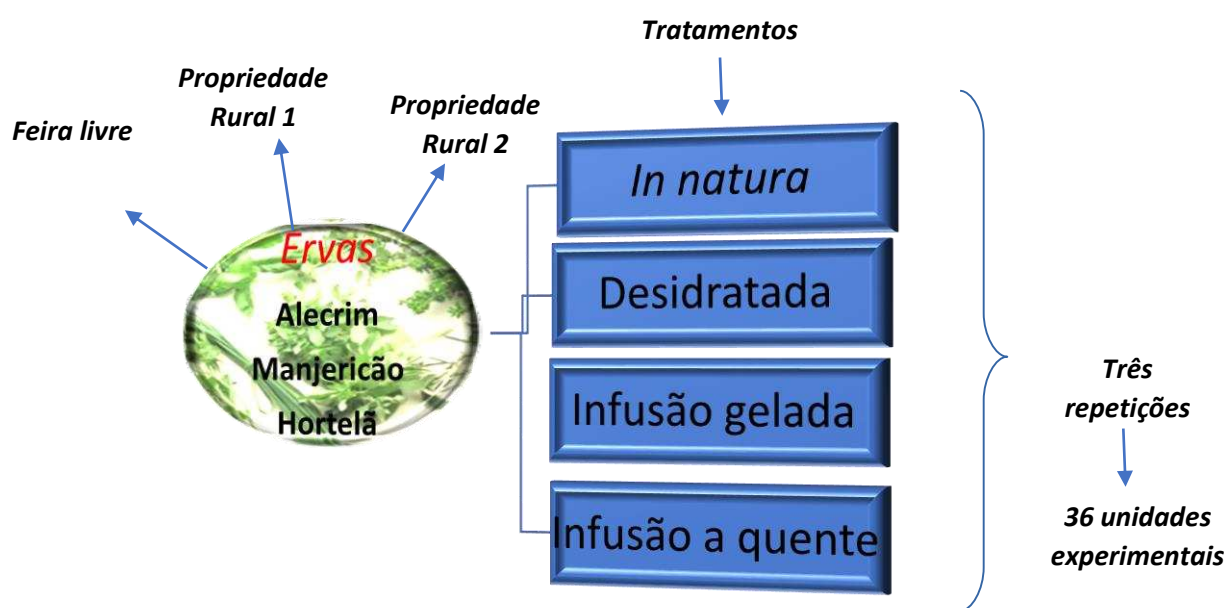 Feira livre
Propriedade
Rural 1
Propriedade
Rural 2
Ervas
Alecrim
Manjericão
Hortelã
Tratamentos
In natura
Desidratada
Infusão gelada
Infusão a quente
Três
repetições
36 unidades
experimentais